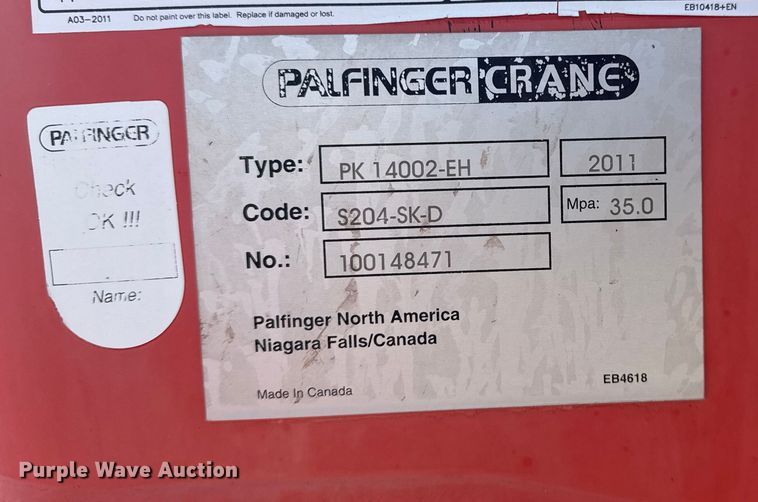 A03-2011 Do not paint over this label. Replace if damaged or lost. EB10418+EN
PALFINGER CRANE
PALFINGER
Type: PK 14002-EH 2011
Check
Code: S204-SK-D Mpa: 35.0
OK !!!
No.: 100148471
Name:
Palfinger North America
Niagara Falls/Canada
Made In Canada
EB4618
Purple Wave Auction